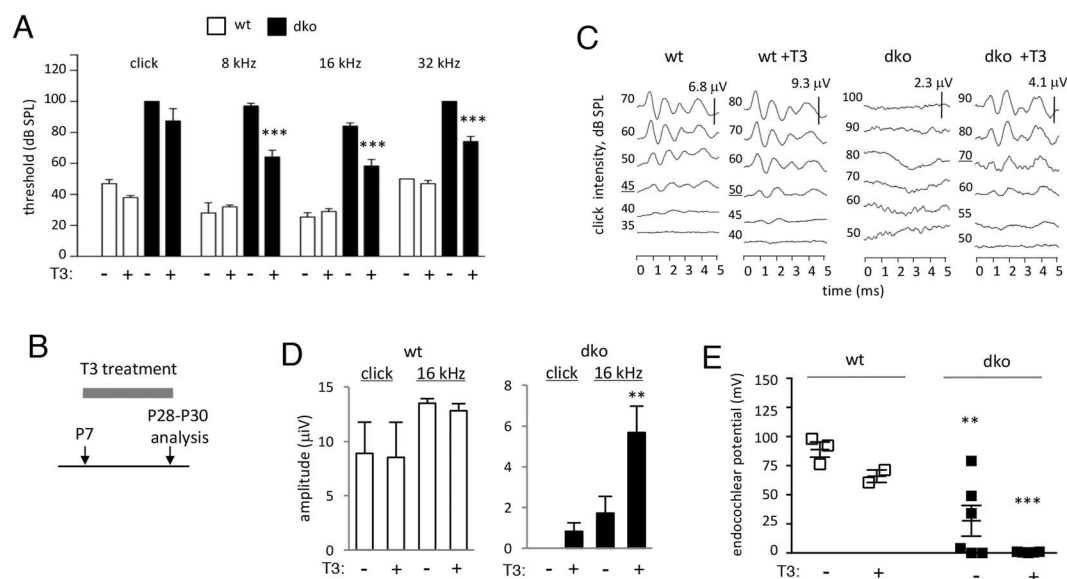 A
wt
dko
click
8 kHz
16 kHz
32 kHz
threshold (dB SPL)
120
100
80
60
40
20
0
***
***
***
T3:
-
+
-
+
-
+
-
+
-
+
-
+
-
+
-
+
B
T3 treatment
P7
P28-P30
analysis
C
wt
wt +T3
dko
dko +T3
6.8 µV
9.3 µV
2.3 µV
4.1 µV
click intensity, dB SPL
70
60
50
45
40
35
80
70
60
50
45
40
100
90
80
70
60
50
90
80
70
60
55
50
0 1 2 3 4 5
0 1 2 3 4 5
0 1 2 3 4 5
0 1 2 3 4 5
time (ms)
D
wt
click
16 kHz
amplitude (µiV)
15
10
5
0
T3:
-
+
-
+
dko
click
16 kHz
8
6
4
2
0
**
-
+
-
+
E
wt
dko
endocochlear potential (mV)
150
125
100
75
50
25
0
**
***
T3:
-
+
-
+